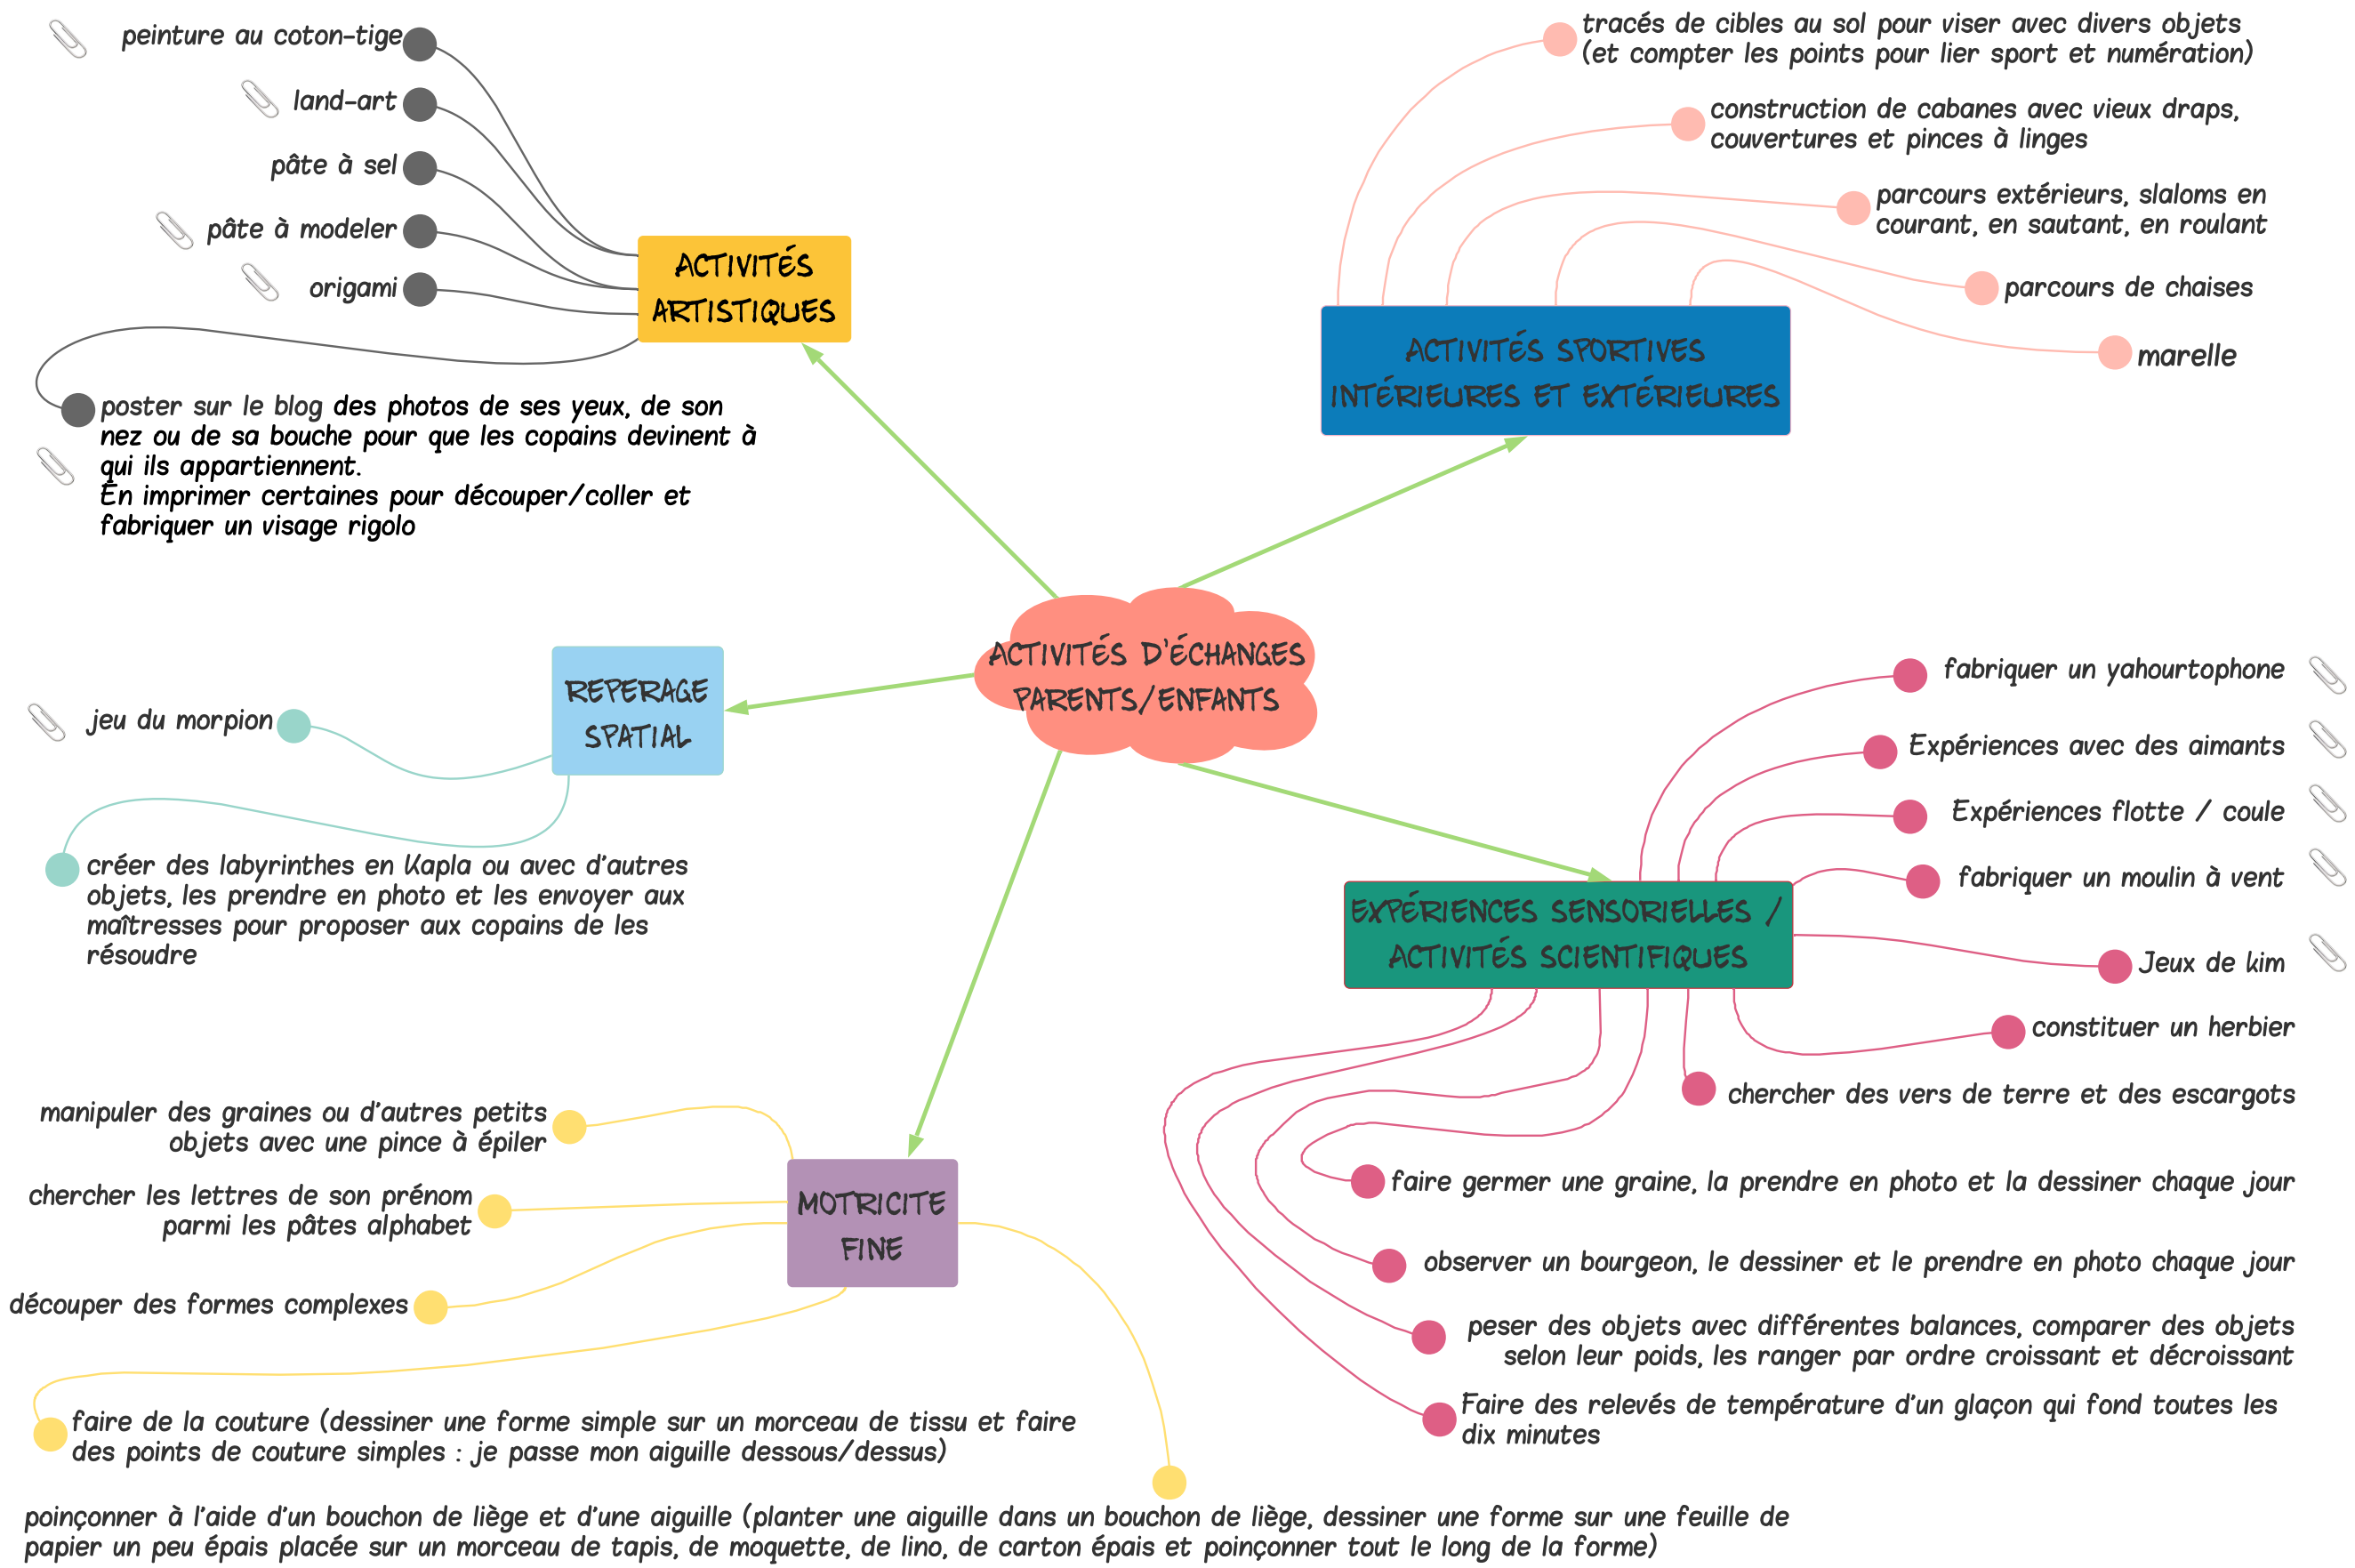 peinture au coton-tige
land-art
pâte à sel
pâte à modeler
origami
ACTIVITÉS
ARTISTIQUES
poster sur le blog des photos de ses yeux, de son
nez ou de sa bouche pour que les copains devinent à
qui ils appartiennent.
En imprimer certaines pour découper/coller et
fabriquer un visage rigolo
tracés de cibles au sol pour viser avec divers objets
(et compter les points pour lier sport et numération)
construction de cabanes avec vieux draps,
couvertures et pinces à linges
parcours extérieurs, slaloms en
courant, en sautant, en roulant
parcours de chaises
marelle
ACTIVITÉS SPORTIVES
INTÉRIEURES ET EXTÉRIEURES
ACTIVITÉS D'ÉCHANGES
PARENTS/ENFANTS
REPERAGE
SPATIAL
jeu du morpion
créer des labyrinthes en Kapla ou avec d'autres
objets, les prendre en photo et les envoyer aux
maîtresses pour proposer aux copains de les
résoudre
fabriquer un yahourtophone
Expériences avec des aimants
Expériences flotte / coule
fabriquer un moulin à vent
EXPÉRIENCES SENSORIELLES /
ACTIVITÉS SCIENTIFIQUES
Jeux de kim
constituer un herbier
chercher des vers de terre et des escargots
faire germer une graine, la prendre en photo et la dessiner chaque jour
observer un bourgeon, le dessiner et le prendre en photo chaque jour
peser des objets avec différentes balances, comparer des objets
selon leur poids, les ranger par ordre croissant et décroissant
Faire des relevés de température d'un glaçon qui fond toutes les
dix minutes
manipuler des graines ou d'autres petits
objets avec une pince à épiler
chercher les lettres de son prénom
parmi les pâtes alphabet
MOTRICITE
FINE
découper des formes complexes
faire de la couture (dessiner une forme simple sur un morceau de tissu et faire
des points de couture simples : je passe mon aiguille dessous/dessus)
poinçonner à l'aide d'un bouchon de liège et d'une aiguille (planter une aiguille dans un bouchon de liège, dessiner une forme sur une feuille de
papier un peu épais placée sur un morceau de tapis, de moquette, de lino, de carton épais et poinçonner tout le long de la forme)